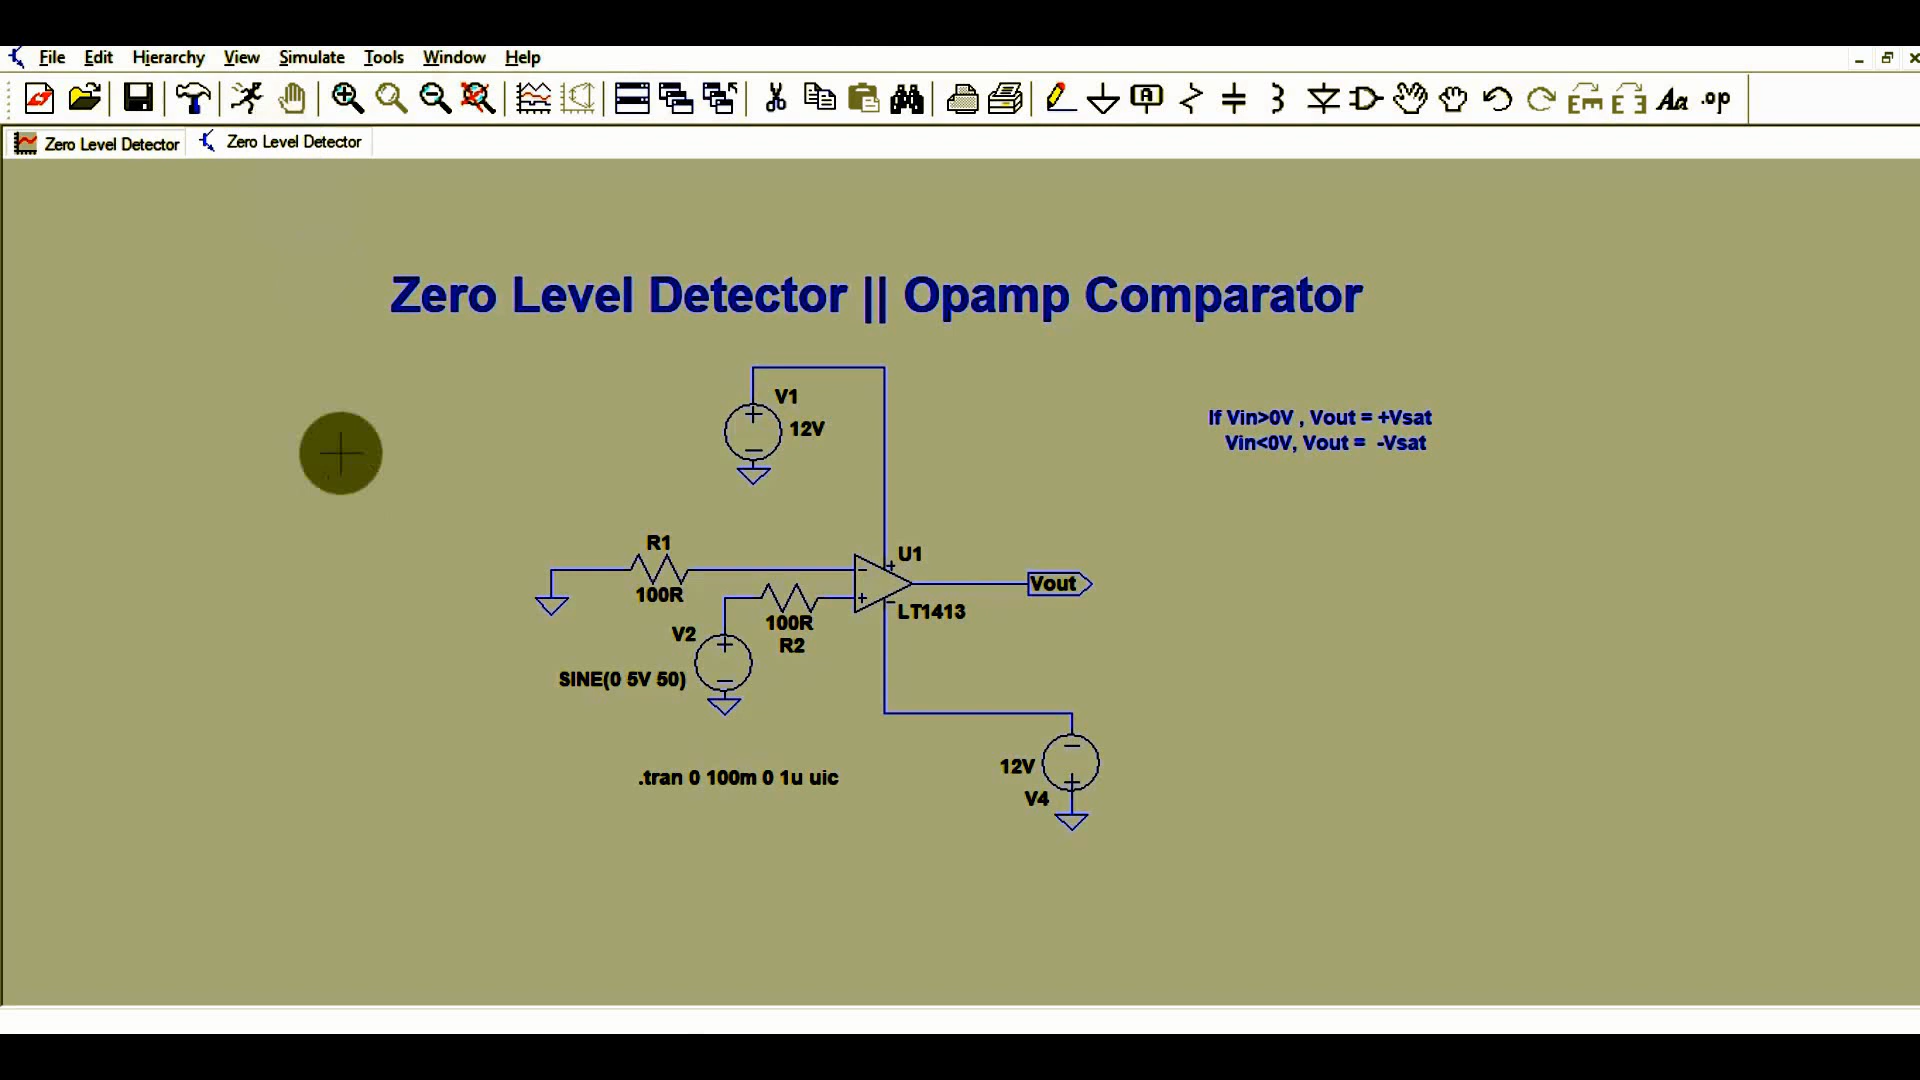 File Edit Hierarchy View Simulate Tools Window Help
A Aa .op
Zero Level Detector Zero Level Detector
Zero Level Detector || Opamp Comparator
V1
12V
If Vin>0V , Vout = +Vsat
Vin<0V, Vout = -Vsat
R1
100R
U1
Vout
LT1413
100R
R2
V2
SINE(0 5V 50)
12V
V4
.tran 0 100m 0 1u uic